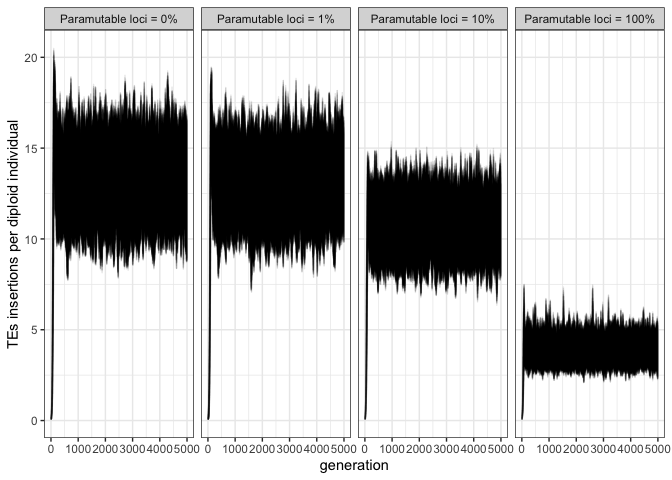 Paramutable loci = 0% Paramutable loci = 1% Paramutable loci = 10% Paramutable loci = 100%
TEs insertions per diploid individual
20
15
10
5
0
0 1000 2000 3000 4000 5000 0 1000 2000 3000 4000 5000 0 1000 2000 3000 4000 5000 0 1000 2000 3000 4000 5000
generation